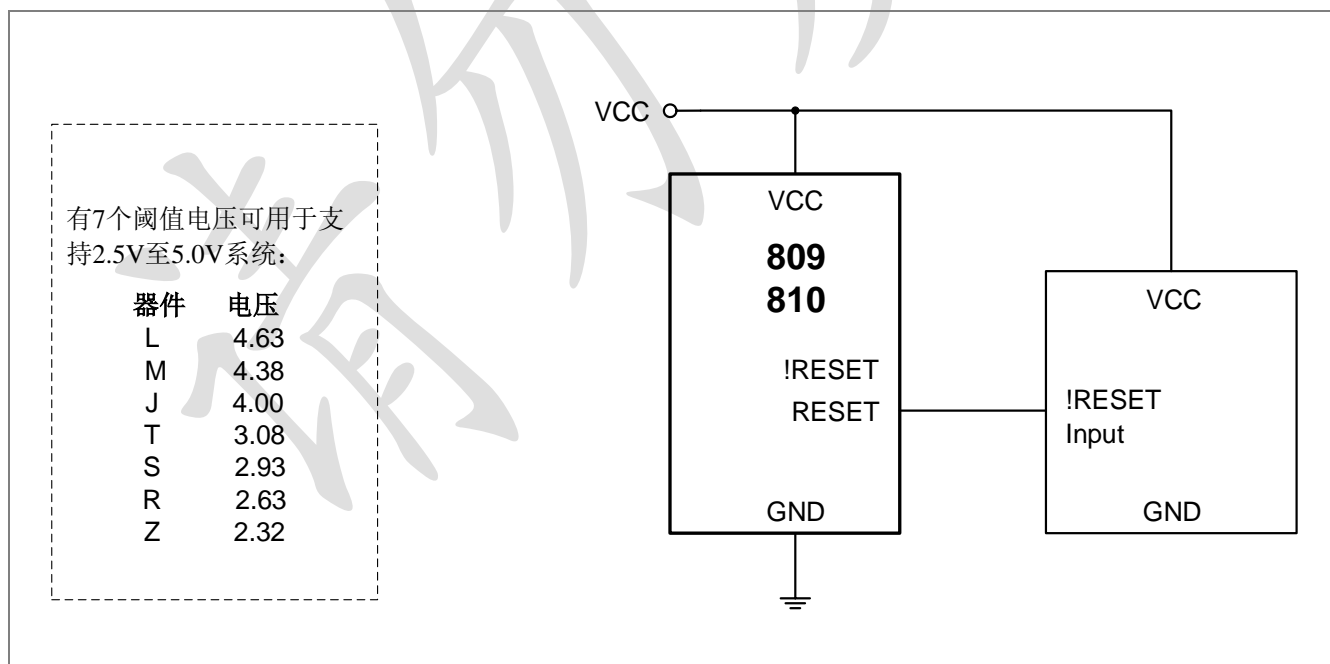 有7个阈值电压可用于支
持2.5V至5.0V系统：
器件 电压
L 4.63
M 4.38
J 4.00
T 3.08
S 2.93
R 2.63
Z 2.32
VCC
VCC
809
810
!RESET
RESET
GND
VCC
!RESET
Input
GND